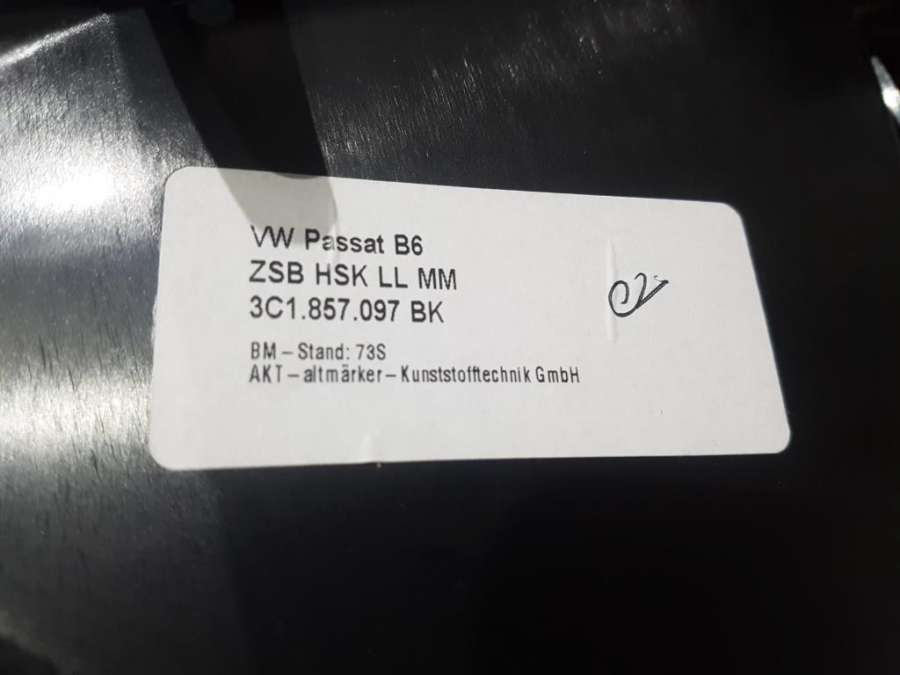 VW Passat B6
ZSB HSK LL MM
3C1.857.097 BK
BM – Stand: 73S
AKT – altmärker – Kunststofftechnik GmbH